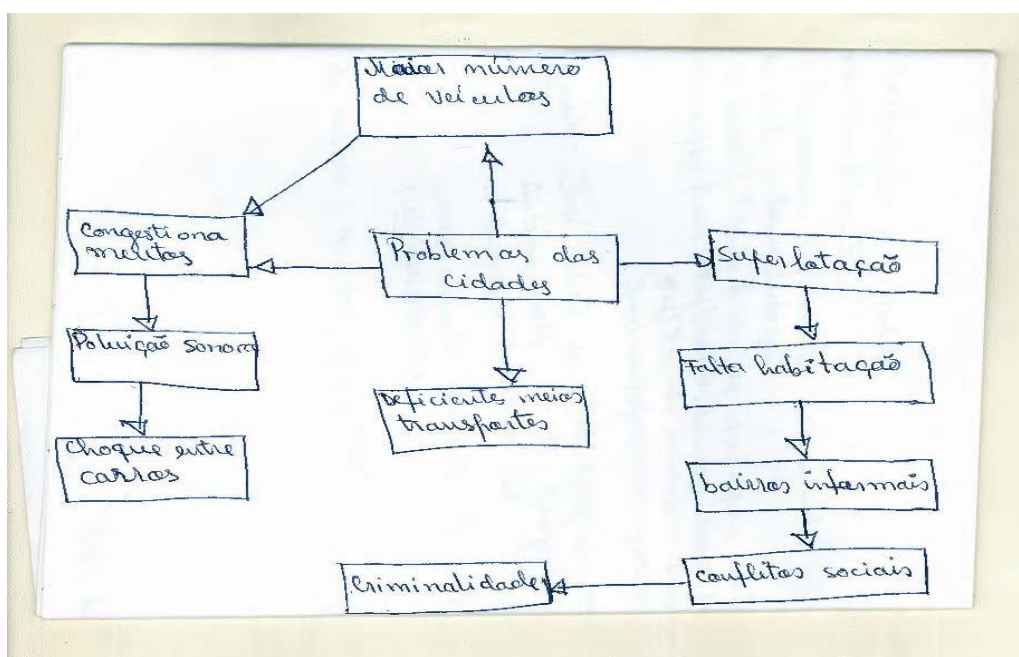 Maior número
de veículos
Congestiona
mentos
Problemas das
cidades
Superlotação
Poluição sonora
Falta habitação
Deficientes meios
transportes
Choque entre
carros
bairros informais
Criminalidade
conflitos sociais